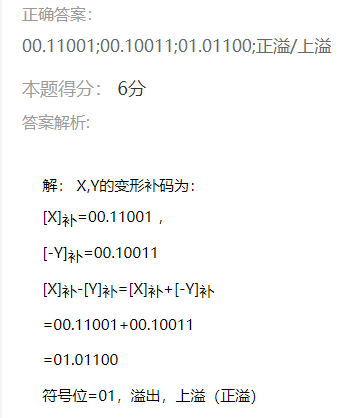 正确答案：
00.11001;00.10011;01.01100;正溢/上溢
本题得分： 6分
答案解析:
解： X,Y的变形补码为：
[X]补=00.11001，
[-Y]补=00.10011
[X]补-[Y]补=[X]补+[-Y]补
=00.11001+00.10011
=01.01100
符号位=01，溢出，上溢（正溢）